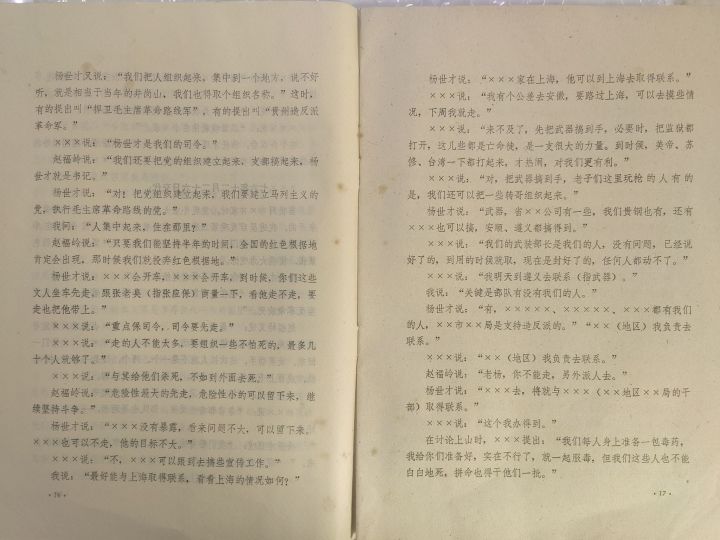 杨世才又说：“我们把人组织起来，集中到一个地方，说不好
听，就是相当于当年的井岗山，我们也得取个组织名称。”这时，
有的提出叫“捍卫毛主席革命路线军”，有的提出叫“贵州造反派
革命军。”
×××说：“杨世才是我们的司令。”
赵福岭说：“我们还要把党的组织建立起来，支部搞起来，杨
世才就是书记。”
杨世才说：“对！把党组织建立起来，我们要建立马列主义的
党，执行毛主席革命路线的党。”
我问：“人集中起来，住在那里？”
赵福岭说：“只要我们能坚持半年的时间，全国的红色根据地
肯定会出现，那时候我们就投奔红色根据地。”
杨世才说：×××会开车，×××会开车，到时候，你们这些
文人坐车先走，跟张老奥（指张应保）商量一下，看他走不走，要
走也把他带上。”
×××说：“重点保司令，司令要先走。”
×××说：“走的人不能太多，要组织一些不怕死的，最多几
十个人就够了。”
×××说：“与其给他们杀死，不如到外面去死。”
赵福岭说：“危险性最大的先走，危险性小的可以留下来，继
续坚持斗争。”
杨世才说：“×××没有暴露，看来问题不大，可以留下来，
×××也可以不走，他的目标不大。”
×××说：“不，×××可以跟到去搞些宣传工作。”
我说：“最好能与上海取得联系，看看上海的情况如何？”
·16·
杨世才说：“×××家在上海，他可以到上海去取得联系。”
×××说：“我有个公差去安徽，要路过上海，可以去摸些情
况，下周我就走。”
×××说：“来不及了，先把武器搞到手，必要时，把监狱都
打开，这儿些都是亡命徒，是一支很大的力量。到时候，美帝、苏
修、台湾一下都打起来，才热闹，对我们更有利。”
×××说：“对，把武器搞到手，老子们这里玩枪的人有的
是，我们还可以把一些转哥组织起来。”
杨世才说：“武器，省××公司有一些，我们贵钢也有，还有
×××也可以搞，安顺、遵义都搞得到。”
×××说：“我们的武装部长是我们的人，没有问题，已经说
好了的，到用的时候就取，现在是封好了的，任何人都动不了。”
×××说：“我明天到遵义去联系（指武器）。”
我说：“关键是部队有没有我们的人。”
杨世才说：“有，×××××、×××××、×××都有我们
的人，××市××局是支持造反派的。”“××（地区）我负责去
联系。”
×××说：“××（地区）我负责去联系。”
赵福岭说：“老杨，你不能走，另外派人去。”
杨世才说：“×××去，将就与×××（××地区××局的干
部）取得联系。”
×××说：“这个我办得到。”
在讨论上山时，×××提出：“我们每人身上准备一包毒药，
我给你们准备好，实在不行了，就一起服毒，但我们这些人也不能
白白地死，拼命也得干他们一批。”
·17·